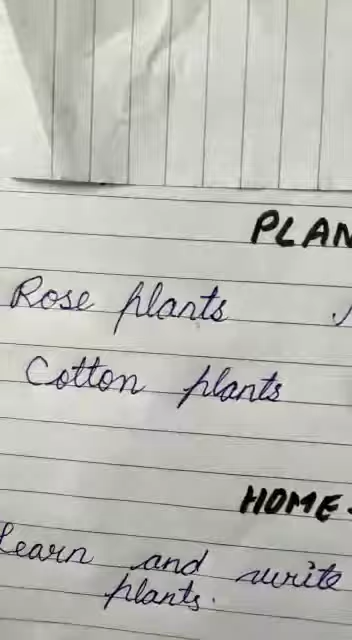 PLAN
Rose plants
Cotton plants
HOME-
Learn and write
plants.